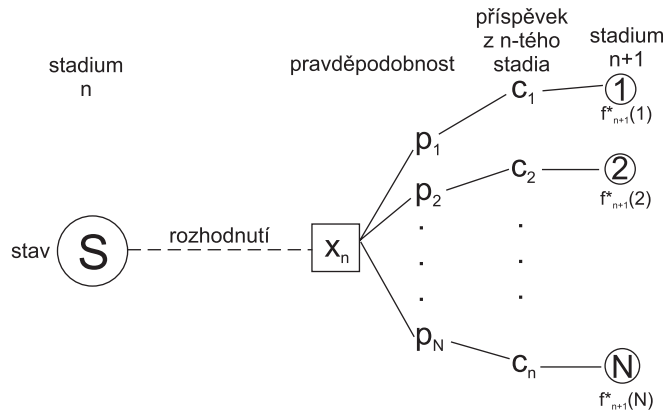 stadium
n
pravděpodobnost
příspěvek
z n-tého
stadia
stadium
n+1
p₁
c₁
1
f*ₙ₊₁(1)
p₂
c₂
2
f*ₙ₊₁(2)
stav
S
rozhodnutí
xₙ
.
.
.
.
.
.
p_N
cₙ
N
f*ₙ₊₁(N)